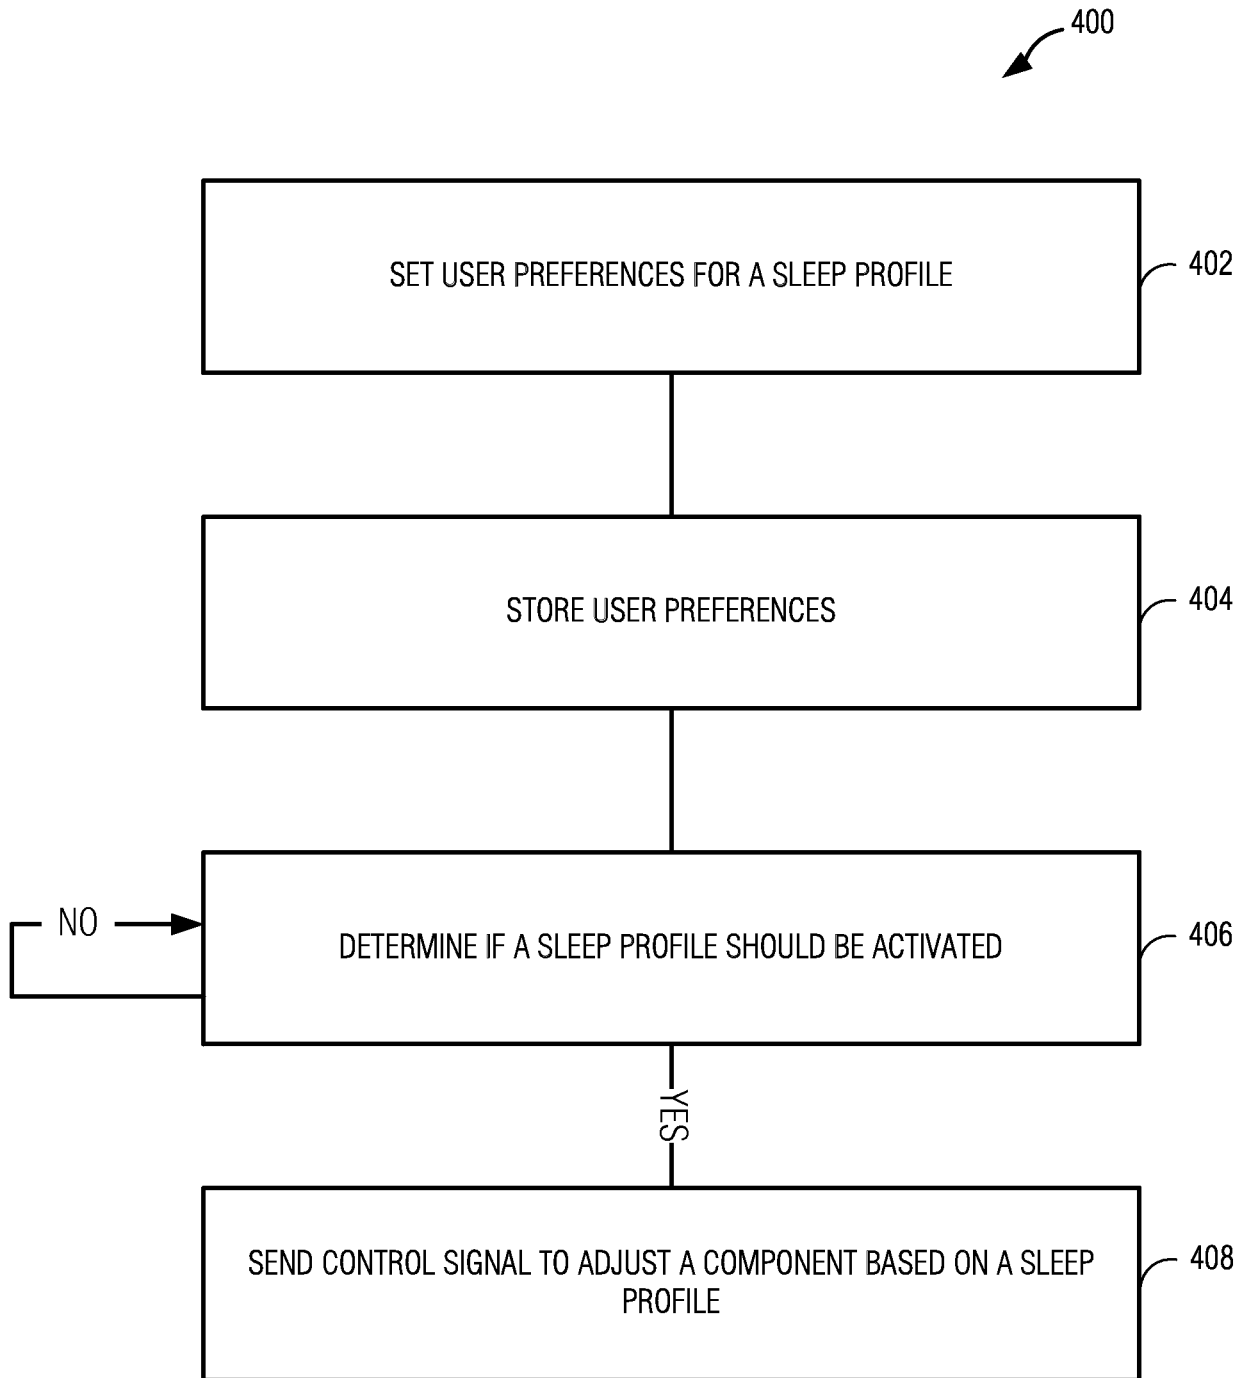 400
SET USER PREFERENCES FOR A SLEEP PROFILE
402
STORE USER PREFERENCES
404
NO
DETERMINE IF A SLEEP PROFILE SHOULD BE ACTIVATED
406
YES
SEND CONTROL SIGNAL TO ADJUST A COMPONENT BASED ON A SLEEP
PROFILE
408